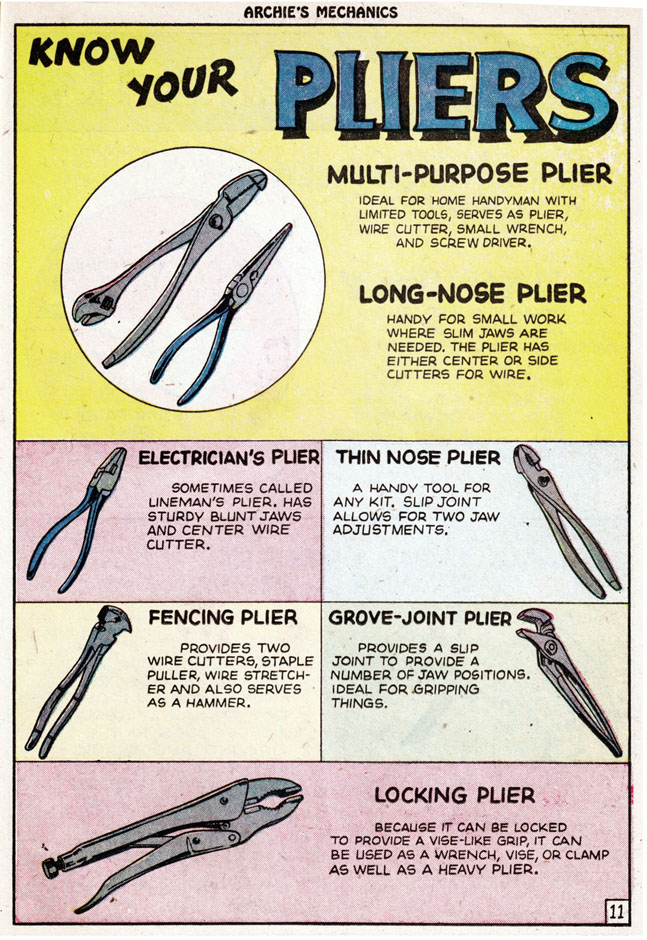 ARCHIE'S MECHANICS
KNOW
YOUR
PLIERS
MULTI-PURPOSE PLIER
IDEAL FOR HOME HANDYMAN WITH
LIMITED TOOLS, SERVES AS PLIER,
WIRE CUTTER, SMALL WRENCH,
AND SCREW DRIVER.
LONG-NOSE PLIER
HANDY FOR SMALL WORK
WHERE SLIM JAWS ARE
NEEDED. THE PLIER HAS
EITHER CENTER OR SIDE
CUTTERS FOR WIRE.
ELECTRICIAN'S PLIER
SOMETIMES CALLED
LINEMAN'S PLIER. HAS
STURDY BLUNT JAWS
AND CENTER WIRE
CUTTER.
THIN NOSE PLIER
A HANDY TOOL FOR
ANY KIT. SLIP JOINT
ALLOWS FOR TWO JAW
ADJUSTMENTS.
FENCING PLIER
PROVIDES TWO
WIRE CUTTERS, STAPLE
PULLER, WIRE STRETCH-
ER AND ALSO SERVES
AS A HAMMER.
GROVE-JOINT PLIER
PROVIDES A SLIP
JOINT TO PROVIDE A
NUMBER OF JAW POSITIONS.
IDEAL FOR GRIPPING
THINGS.
LOCKING PLIER
BECAUSE IT CAN BE LOCKED
TO PROVIDE A VISE-LIKE GRIP, IT CAN
BE USED AS A WRENCH, VISE, OR CLAMP
AS WELL AS A HEAVY PLIER.
11